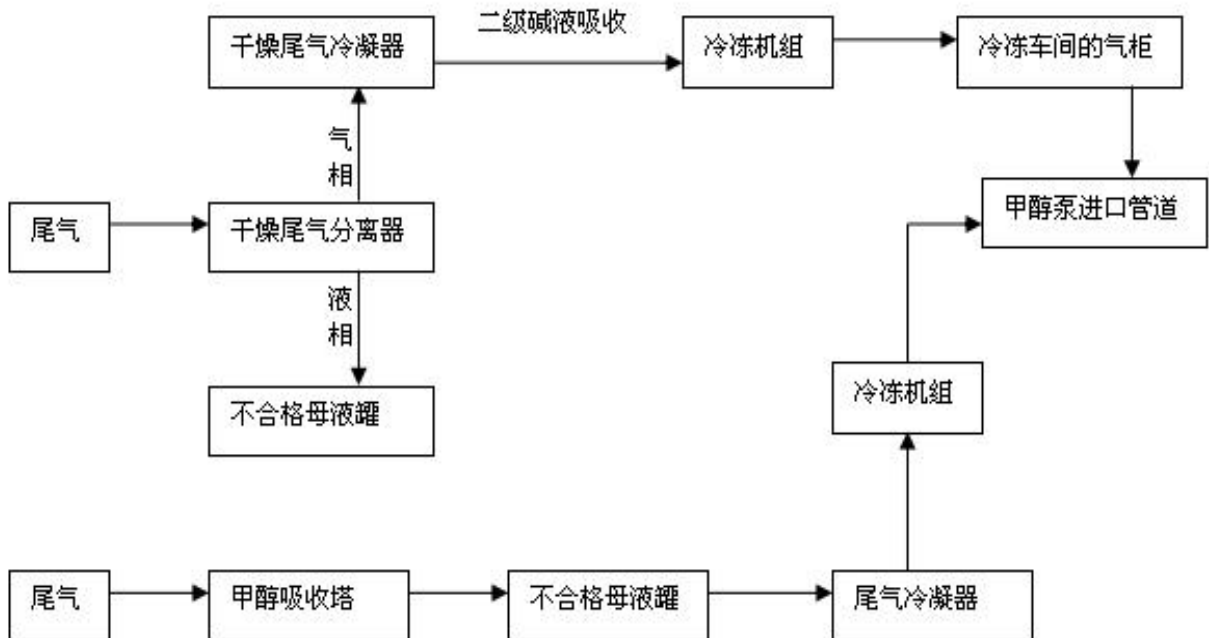 二级碱液吸收
干燥尾气冷凝器
冷冻机组
冷冻车间的气柜
气
相
甲醇泵进口管道
尾气
干燥尾气分离器
液
相
冷冻机组
不合格母液罐
尾气
甲醇吸收塔
不合格母液罐
尾气冷凝器